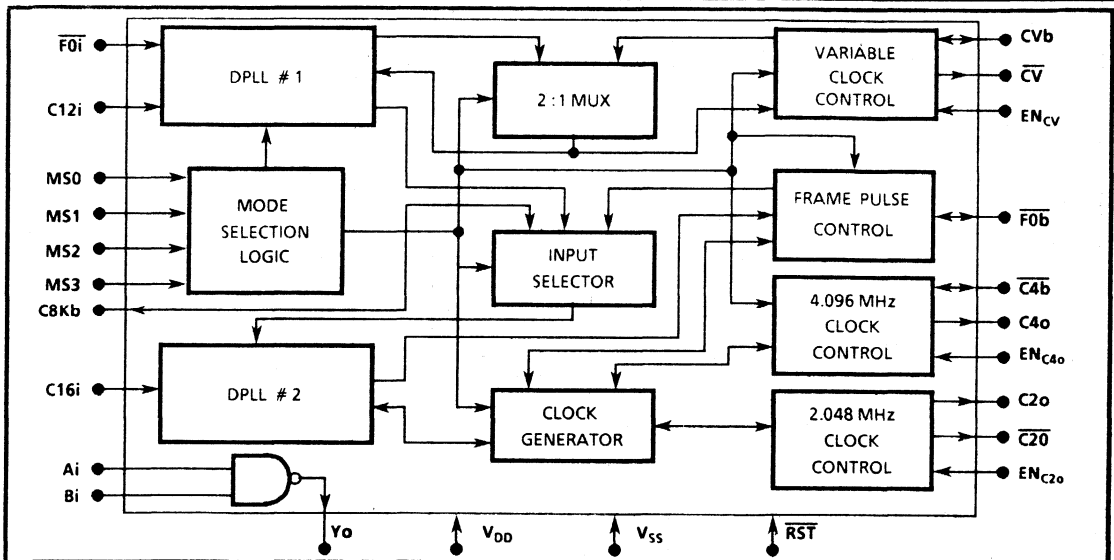 F0i
C12i
MS0
MS1
MS2
MS3
C8Kb
C16i
Ai
Bi
DPLL # 1
MODE
SELECTION
LOGIC
DPLL # 2
2 : 1 MUX
INPUT
SELECTOR
CLOCK
GENERATOR
VARIABLE
CLOCK
CONTROL
FRAME PULSE
CONTROL
4.096 MHz
CLOCK
CONTROL
2.048 MHz
CLOCK
CONTROL
CVb
CV
ENCV
F0b
C4b
C4o
ENC4o
C2o
C20
ENC2o
Yo
VDD
VSS
RST